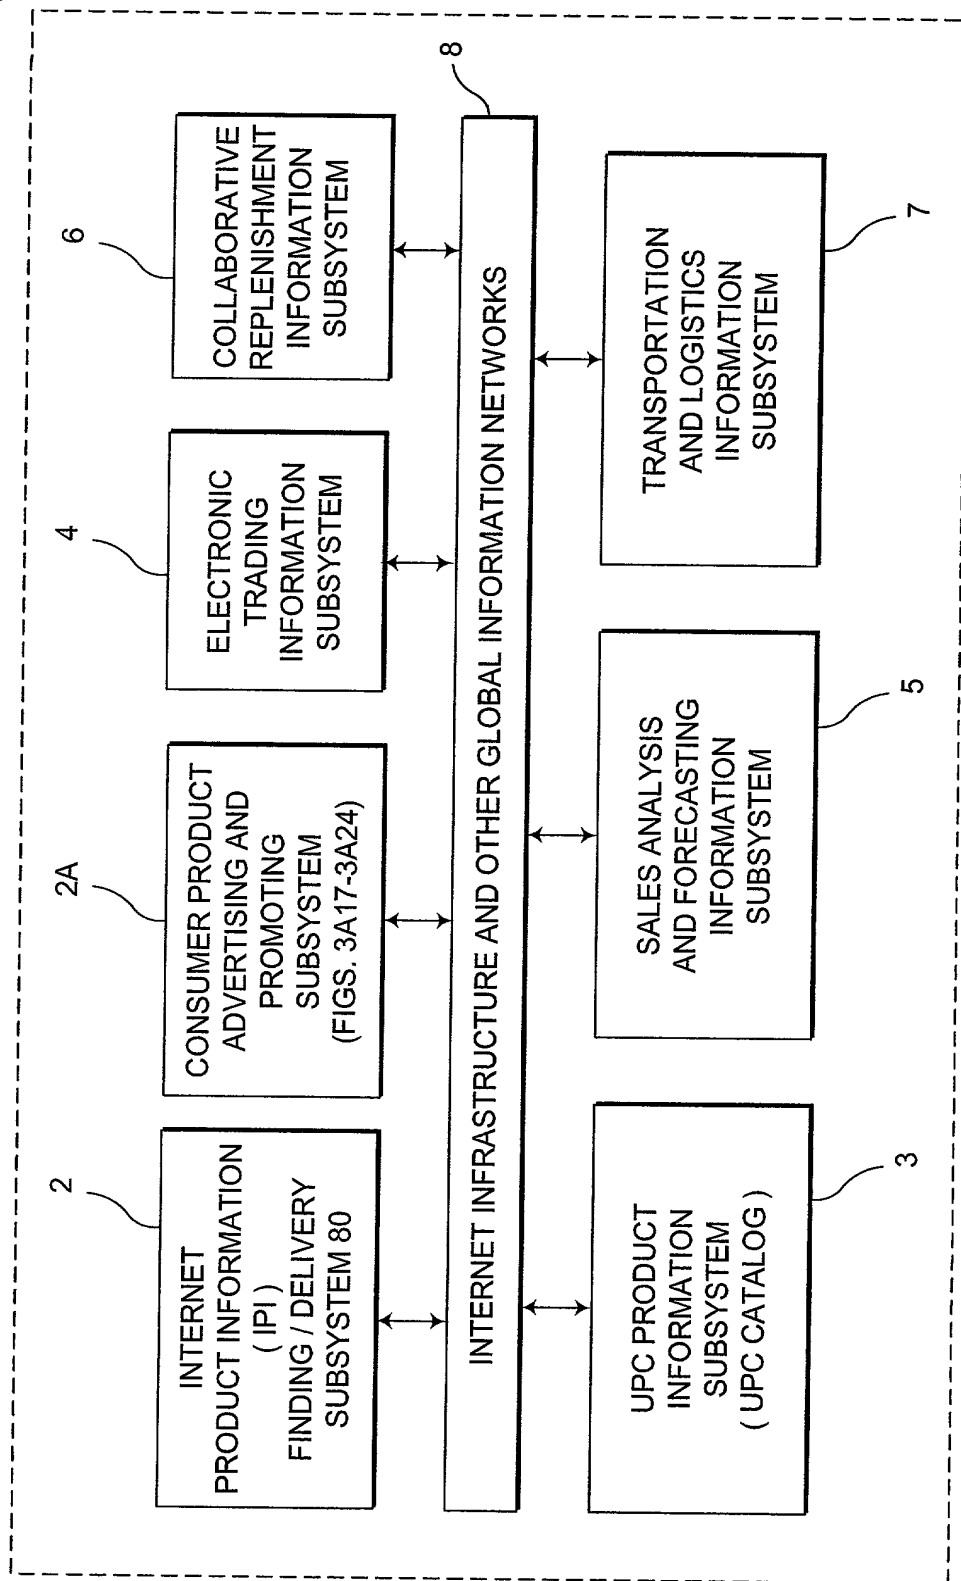 2
INTERNET
PRODUCT INFORMATION
( IPI )
FINDING / DELIVERY
SUBSYSTEM 80
2A
CONSUMER PRODUCT
ADVERTISING AND
PROMOTING
SUBSYSTEM
(FIGS. 3A17-3A24)
4
ELECTRONIC
TRADING
INFORMATION
SUBSYSTEM
6
COLLABORATIVE
REPLENISHMENT
INFORMATION
SUBSYSTEM
8
INTERNET INFRASTRUCTURE AND OTHER GLOBAL INFORMATION NETWORKS
UPC PRODUCT
INFORMATION
SUBSYSTEM
( UPC CATALOG )
3
SALES ANALYSIS
AND FORECASTING
INFORMATION
SUBSYSTEM
5
TRANSPORTATION
AND LOGISTICS
INFORMATION
SUBSYSTEM
7